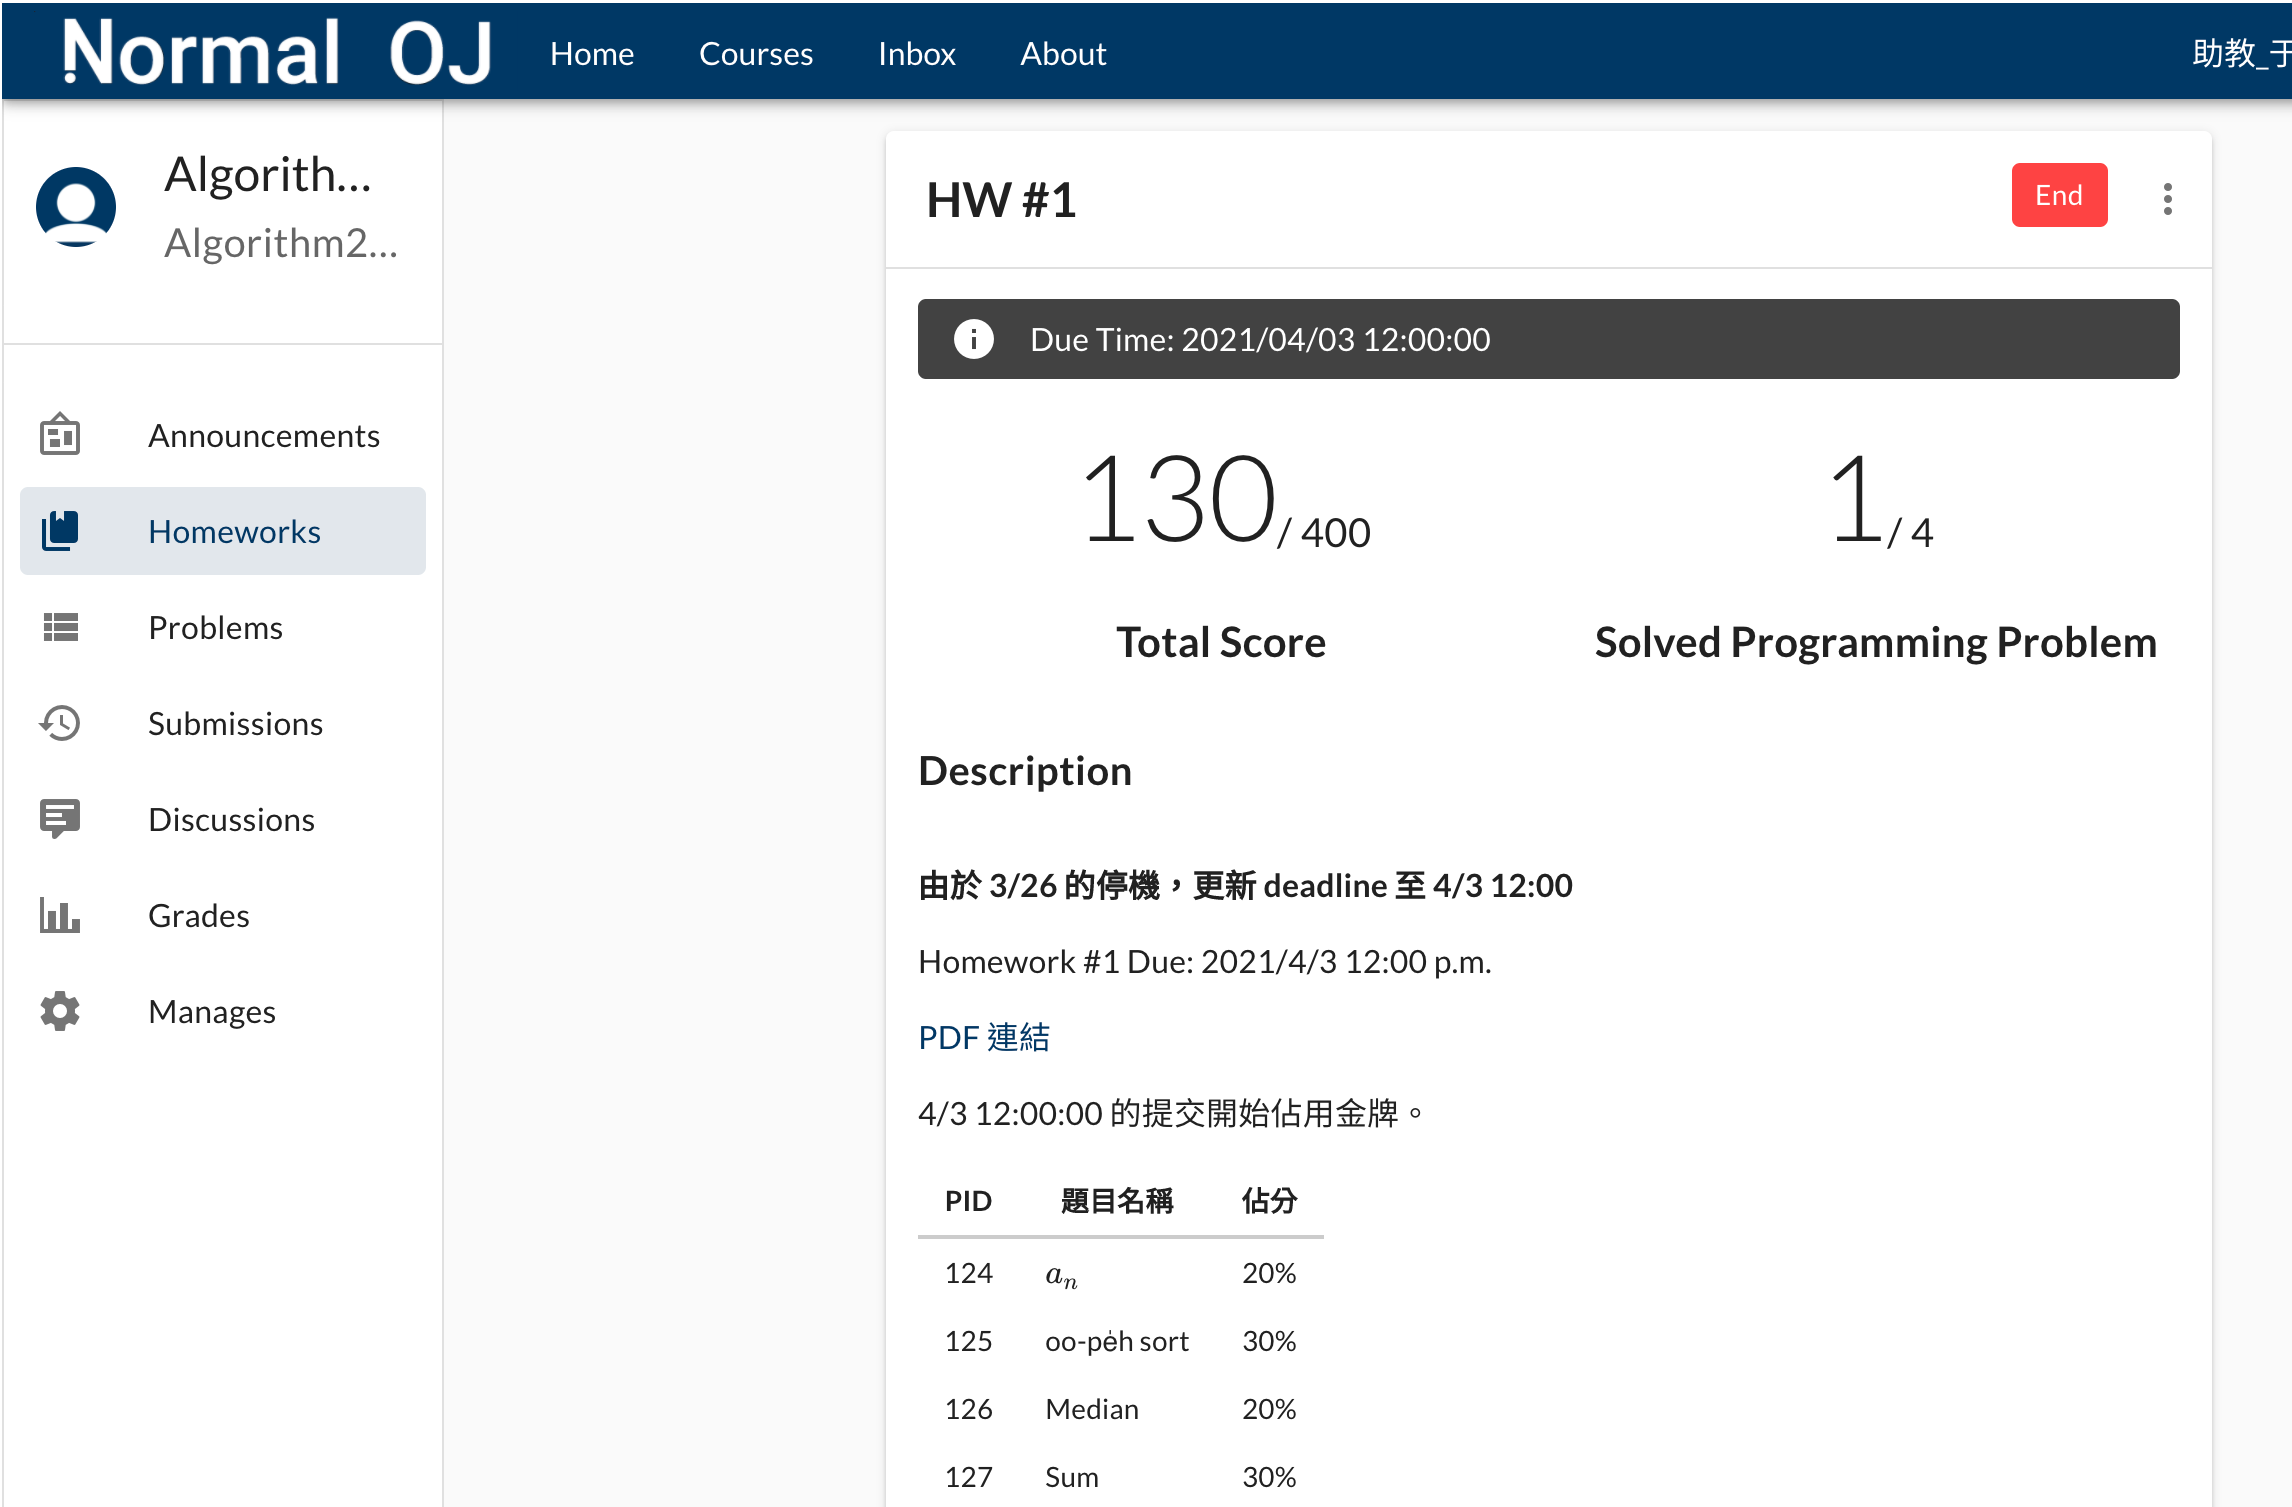 Normal OJ Home Courses Inbox About 助教_于
Algorith...
Algorithm2...
Announcements
Homeworks
Problems
Submissions
Discussions
Grades
Manages
HW #1 End
Due Time: 2021/04/03 12:00:00
130 / 400 1 / 4
Total Score Solved Programming Problem
Description
由於 3/26 的停機，更新 deadline 至 4/3 12:00
Homework #1 Due: 2021/4/3 12:00 p.m.
PDF 連結
4/3 12:00:00 的提交開始佔用金牌。
PID 題目名稱 佔分
124 aₙ 20%
125 oo-pe̍h sort 30%
126 Median 20%
127 Sum 30%